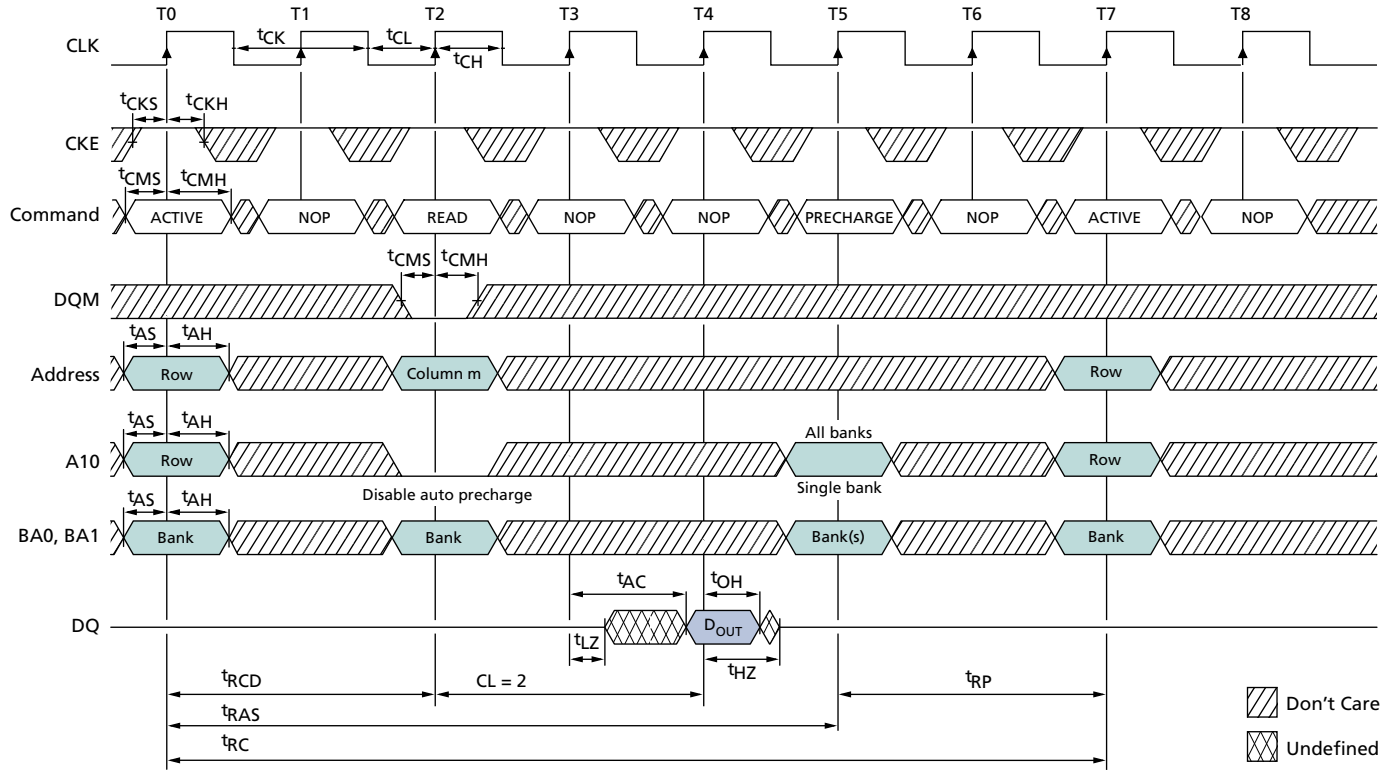 T0 T1 T2 T3 T4 T5 T6 T7 T8
CLK
tCK tCL
tCH
tCKS tCKH
CKE
tCMS tCMH
Command ACTIVE NOP READ NOP NOP PRECHARGE NOP ACTIVE NOP
tCMS tCMH
DQM
tAS tAH
Address Row Column m Row
tAS tAH
All banks
A10 Row Row
Disable auto precharge
Single bank
tAS tAH
BA0, BA1 Bank Bank Bank(s) Bank
tAC tOH
DQ DOUT
tLZ
tHZ
tRCD CL = 2 tRP
tRAS
tRC
Don't Care
Undefined